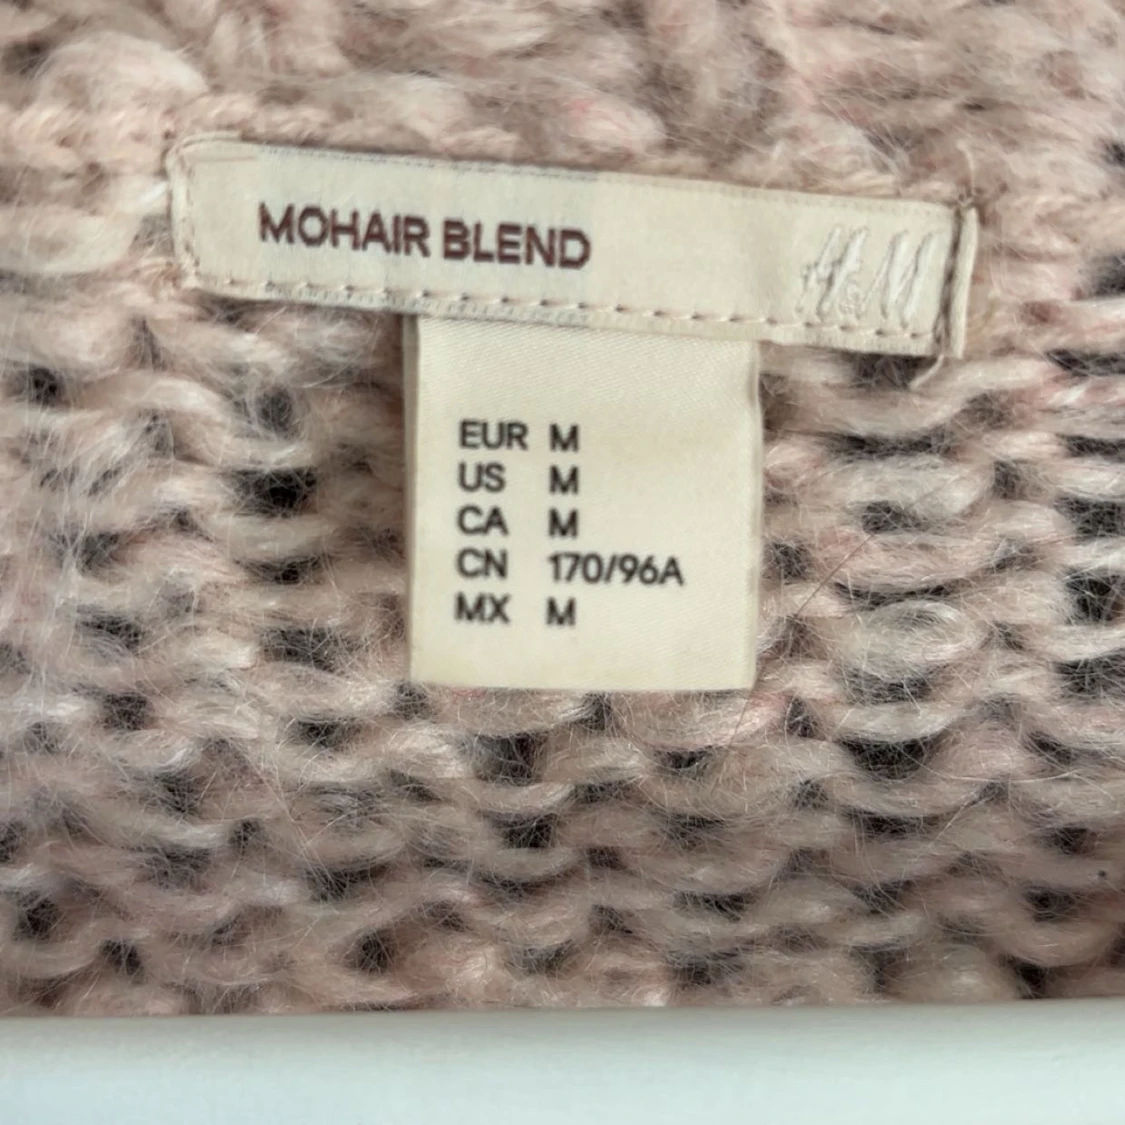 MOHAIR BLEND H&M
EUR M
US M
CA M
CN 170/96A
MX M